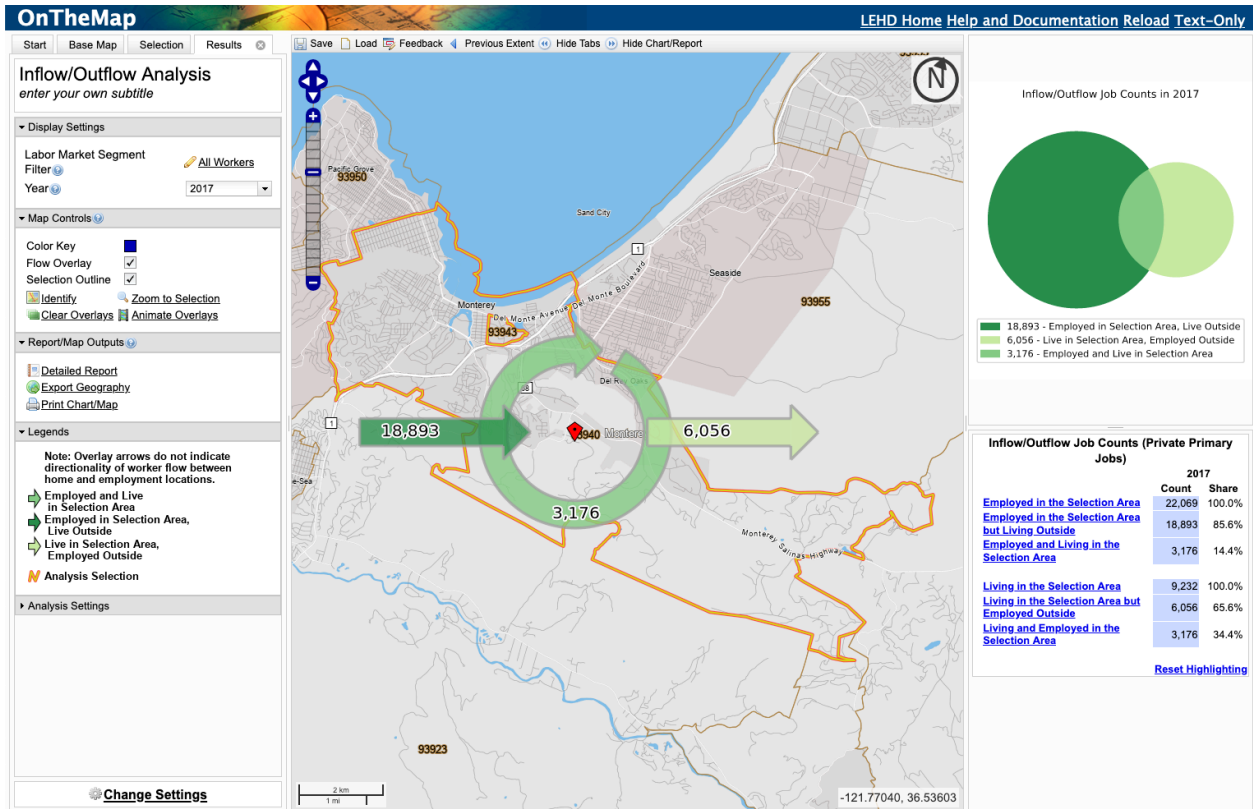 OnTheMap
LEHD Home Help and Documentation Reload Text-Only
Start Base Map Selection Results
Save Load Feedback Previous Extent Hide Tabs Hide Chart/Report
Inflow/Outflow Analysis
enter your own subtitle
Display Settings
Labor Market Segment
Filter
All Workers
Year
2017
Map Controls
Color Key
Flow Overlay
Selection Outline
Identify Zoom to Selection
Clear Overlays Animate Overlays
Report/Map Outputs
Detailed Report
Export Geography
Print Chart/Map
Legends
Note: Overlay arrows do not indicate
directionality of worker flow between
home and employment locations.
Employed and Live
in Selection Area
Employed in Selection Area,
Live Outside
Live in Selection Area,
Employed Outside
Analysis Selection
Analysis Settings
Change Settings
N
Pacific Grove
93950
Sand City
1
Seaside
93955
Monterey
Del Monte Avenue
Del Monte Boulevard
93943
Del Rey Oaks
68
1
18,893
93940
6,056
3,176
Monterey Salinas Highway
93923
2 km
1 mi
-121.77040, 36.53603
Inflow/Outflow Job Counts in 2017
18,893 - Employed in Selection Area, Live Outside
6,056 - Live in Selection Area, Employed Outside
3,176 - Employed and Live in Selection Area
Inflow/Outflow Job Counts (Private Primary
Jobs)
2017
Count Share
Employed in the Selection Area 22,069 100.0%
Employed in the Selection Area
but Living Outside 18,893 85.6%
Employed and Living in the
Selection Area 3,176 14.4%
Living in the Selection Area 9,232 100.0%
Living in the Selection Area but
Employed Outside 6,056 65.6%
Living and Employed in the
Selection Area 3,176 34.4%
Reset Highlighting